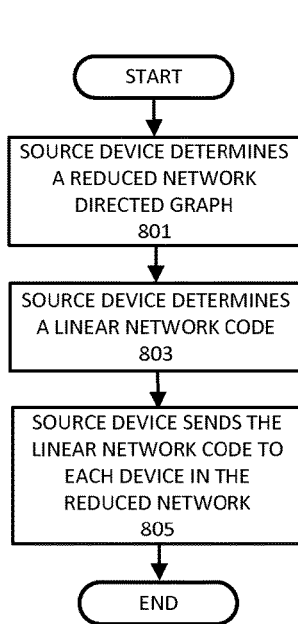 START
SOURCE DEVICE DETERMINES
A REDUCED NETWORK
DIRECTED GRAPH
801
SOURCE DEVICE DETERMINES
A LINEAR NETWORK CODE
803
SOURCE DEVICE SENDS THE
LINEAR NETWORK CODE TO
EACH DEVICE IN THE
REDUCED NETWORK
805
END